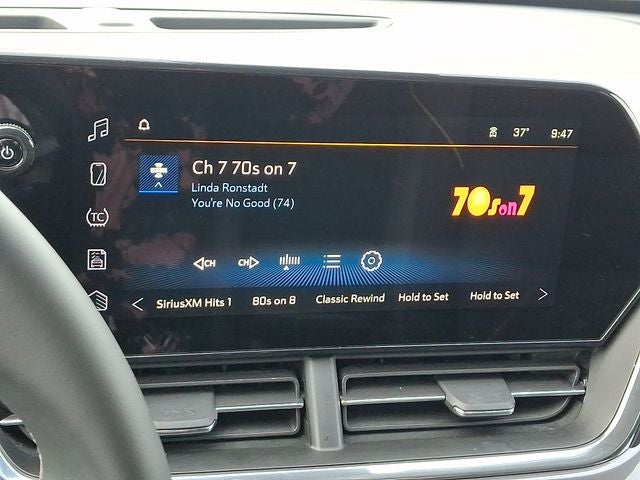 37° 9:47
Ch 7 70s on 7
Linda Ronstadt
You're No Good (74)
70s on 7
TC
CH CH
SiriusXM Hits 1 80s on 8 Classic Rewind Hold to Set Hold to Set